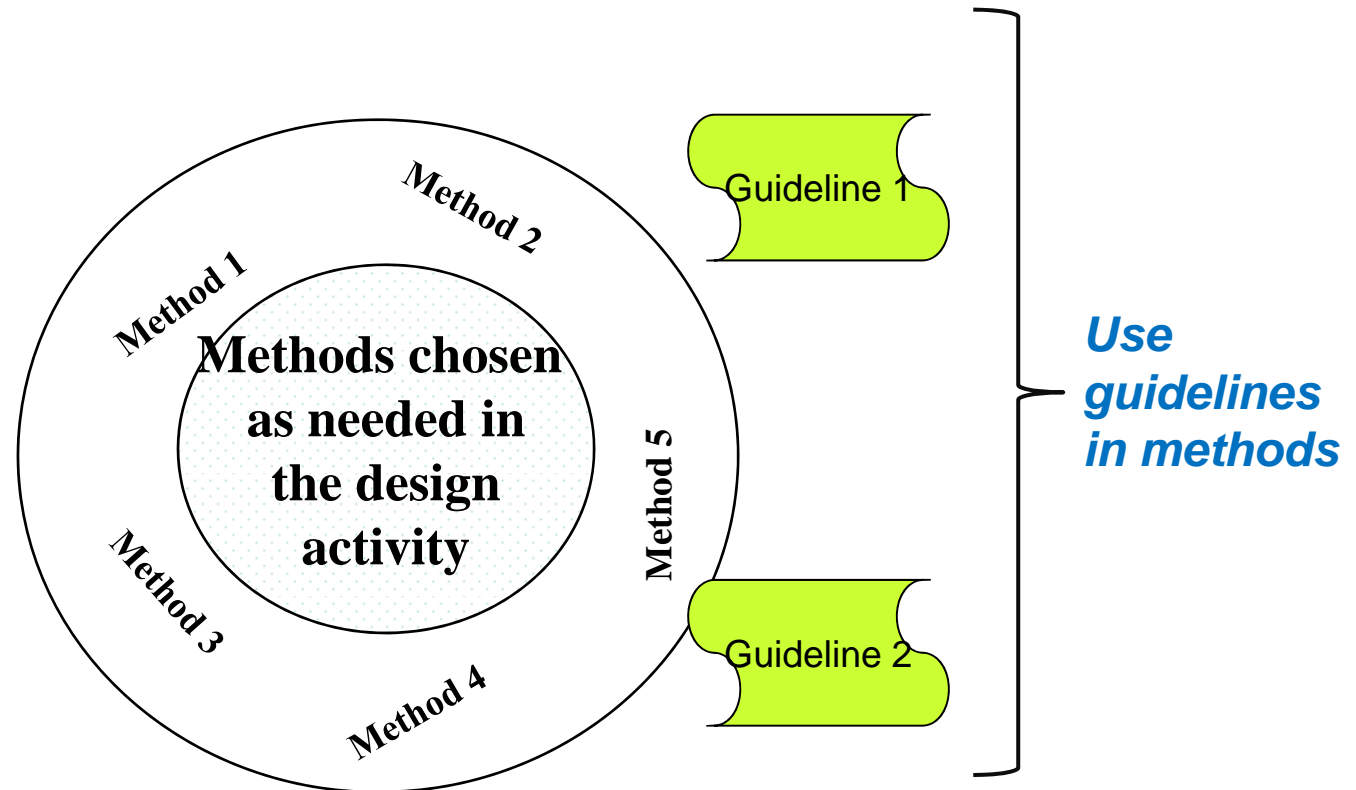 Method 2
Guideline 1
Method 1
Methods chosen
as needed in
the design
activity
Use
guidelines
in methods
Method 5
Method 3
Guideline 2
Method 4